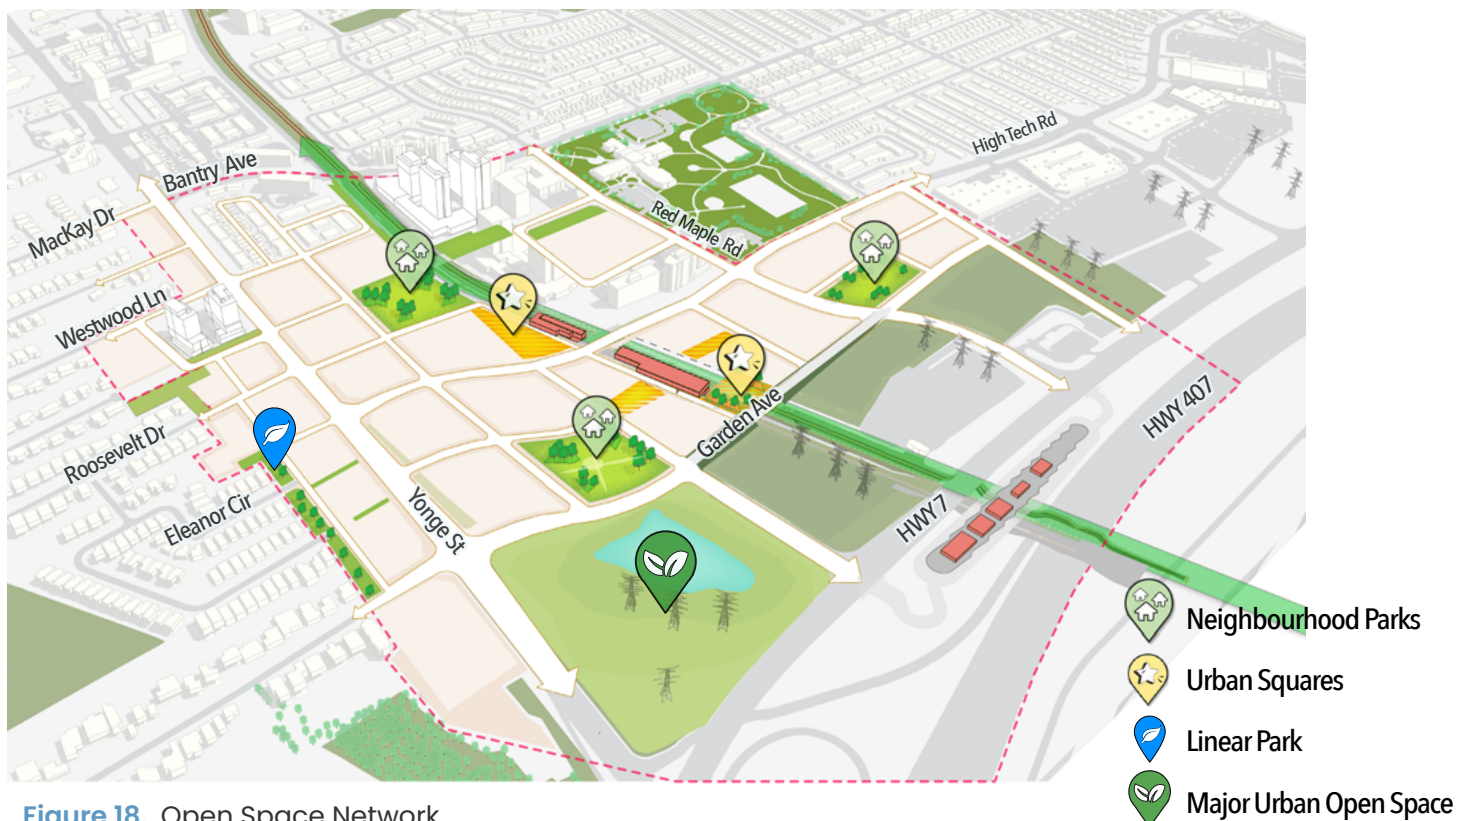 Bantry Ave
High Tech Rd
MacKay Dr
Red Maple Rd
Westwood Ln
Garden Ave
HWY 407
Roosevelt Dr
Eleanor Cir
Yonge St
HWY 7
Neighbourhood Parks
Urban Squares
Linear Park
Major Urban Open Space
Figure 18 Open Space Network